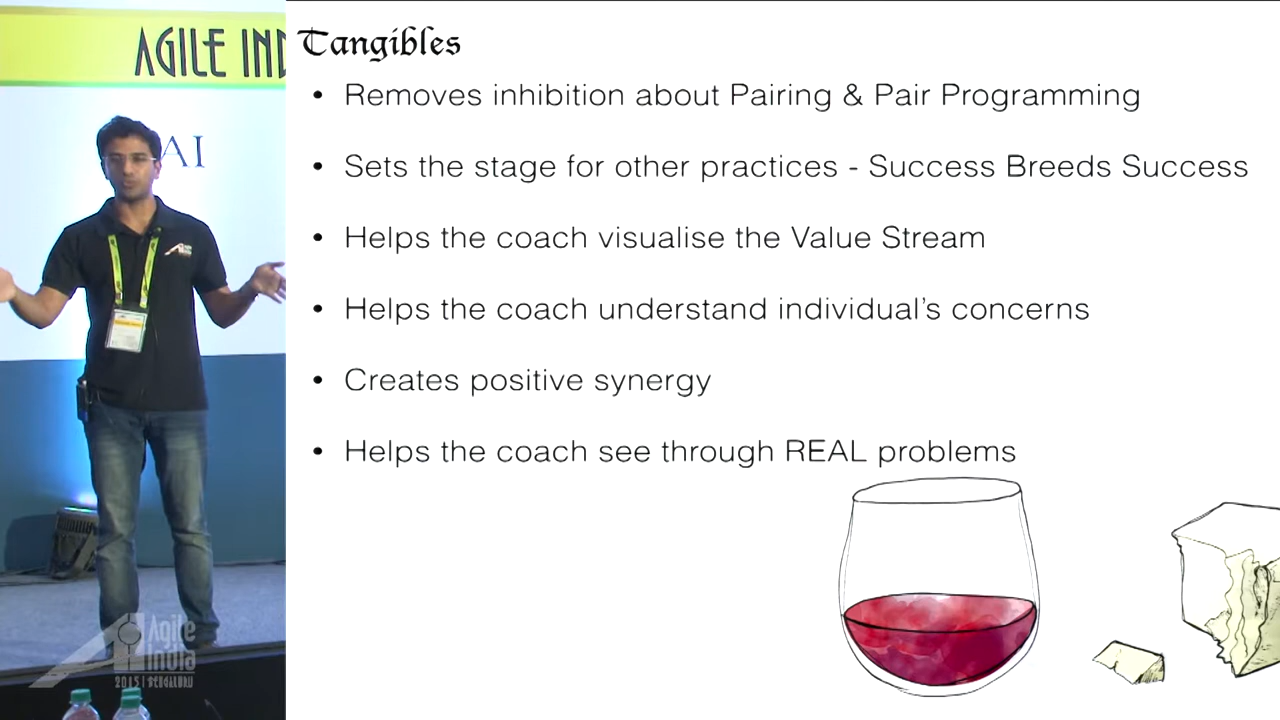 AGILE IND
AI
Tangibles
• Removes inhibition about Pairing & Pair Programming
• Sets the stage for other practices - Success Breeds Success
• Helps the coach visualise the Value Stream
• Helps the coach understand individual's concerns
• Creates positive synergy
• Helps the coach see through REAL problems
Agile
India
2015 | BENGALURU